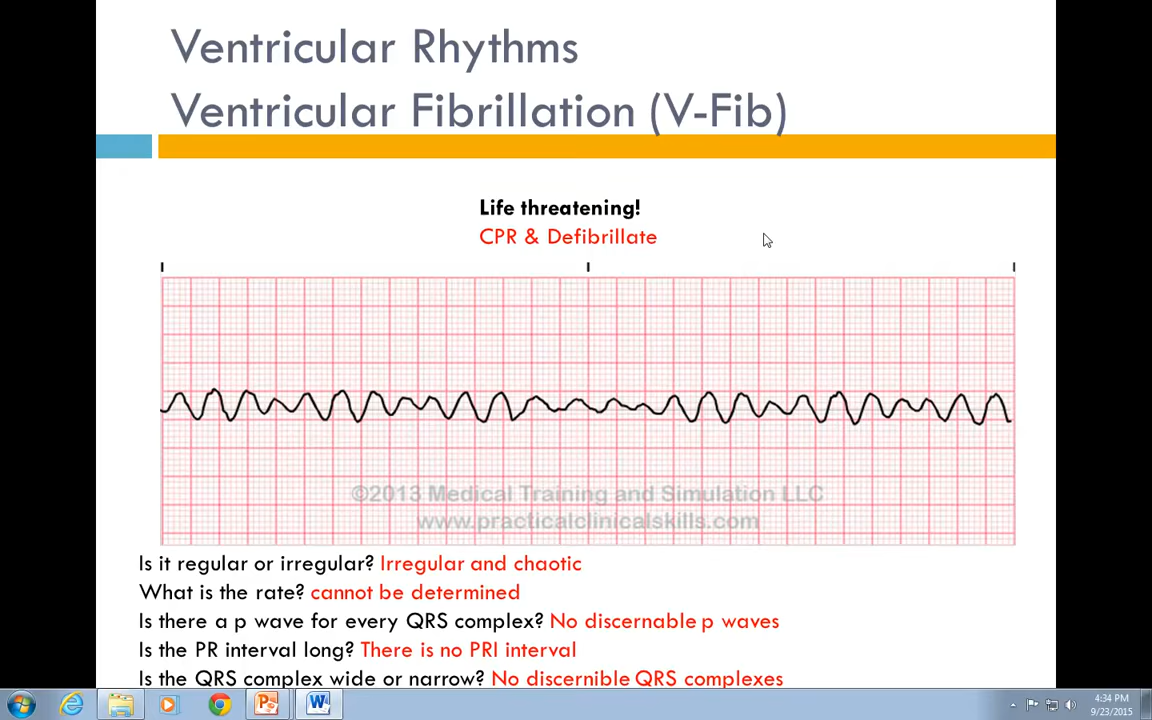 Ventricular Rhythms
Ventricular Fibrillation (V-Fib)
Life threatening!
CPR & Defibrillate
©2013 Medical Training and Simulation LLC
www.practicalclinicalskills.com
Is it regular or irregular? Irregular and chaotic
What is the rate? cannot be determined
Is there a p wave for every QRS complex? No discernable p waves
Is the PR interval long? There is no PRI interval
Is the QRS complex wide or narrow? No discernible QRS complexes
4:34 PM
9/23/2015